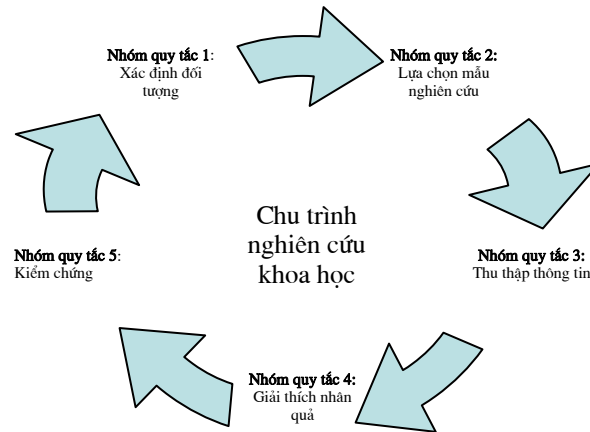 Nhóm quy tắc 1:
Xác định đối
tượng
Nhóm quy tắc 2:
Lựa chọn mẫu
nghiên cứu
Nhóm quy tắc 3:
Thu thập thông tin
Nhóm quy tắc 4:
Giải thích nhân
quả
Nhóm quy tắc 5:
Kiểm chứng
Chu trình
nghiên cứu
khoa học